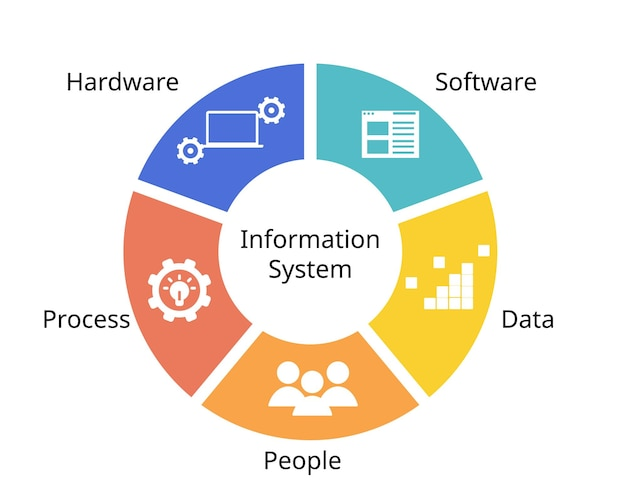 Hardware
Software
Information
System
Process
Data
People